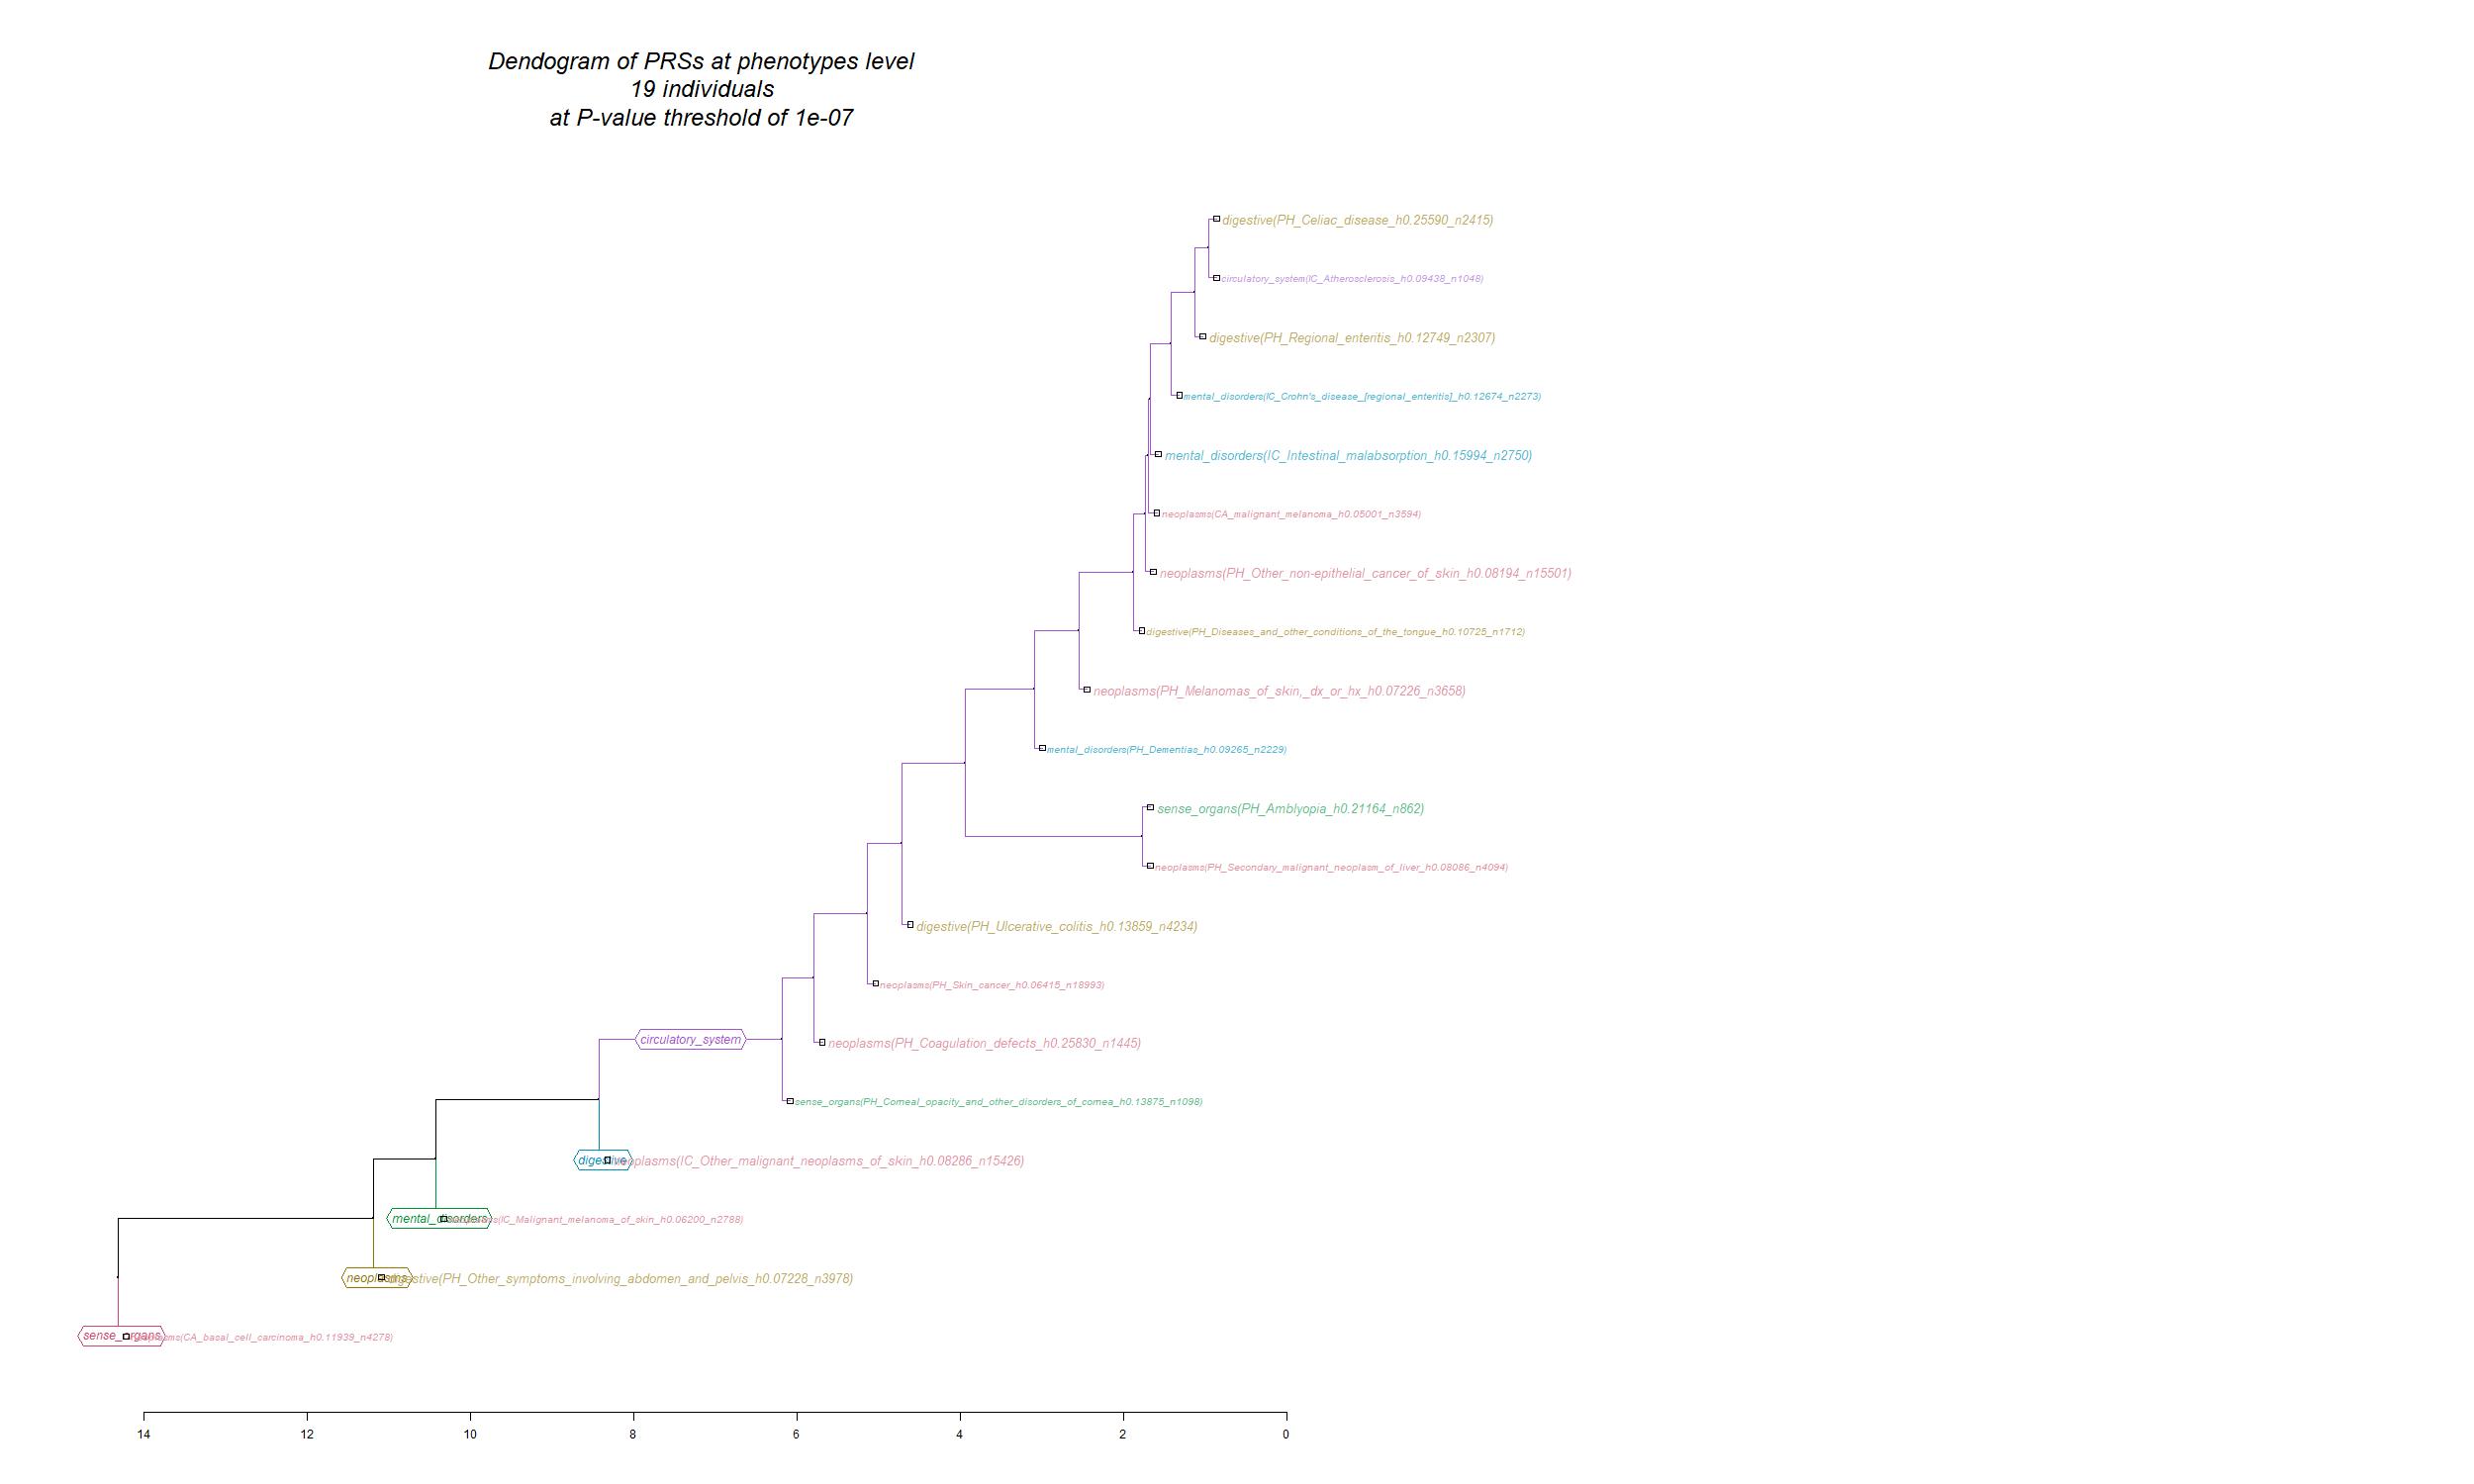 Dendogram of PRSs at phenotypes level
19 individuals
at P-value threshold of 1e-07
digestive(PH_Celiac_disease_h0.25590_n2415)
circulatory_system(IC_Atherosclerosis_h0.09438_n1048)
digestive(PH_Regional_enteritis_h0.12749_n2307)
mental_disorders(IC_Crohn's_disease_[regional_enteritis]_h0.12674_n2273)
mental_disorders(IC_Intestinal_malabsorption_h0.15994_n2750)
neoplasms(CA_malignant_melanoma_h0.05001_n3594)
neoplasms(PH_Other_non-epithelial_cancer_of_skin_h0.08194_n15501)
digestive(PH_Diseases_and_other_conditions_of_the_tongue_h0.10725_n1712)
neoplasms(PH_Melanomas_of_skin,_dx_or_hx_h0.07226_n3658)
mental_disorders(PH_Dementias_h0.09265_n2229)
sense_organs(PH_Amblyopia_h0.21164_n862)
neoplasms(PH_Secondary_malignant_neoplasm_of_liver_h0.08086_n4094)
digestive(PH_Ulcerative_colitis_h0.13859_n4234)
neoplasms(PH_Skin_cancer_h0.06415_n18993)
circulatory_system
neoplasms(PH_Coagulation_defects_h0.25830_n1445)
sense_organs(PH_Corneal_opacity_and_other_disorders_of_cornea_h0.13875_n1098)
digestive neoplasms(IC_Other_malignant_neoplasms_of_skin_h0.08286_n15426)
mental_disorders neoplasms(IC_Malignant_melanoma_of_skin_h0.06200_n2788)
neoplasms digestive(PH_Other_symptoms_involving_abdomen_and_pelvis_h0.07228_n3978)
sense_organs neoplasms(CA_basal_cell_carcinoma_h0.11939_n4278)
14 12 10 8 6 4 2 0